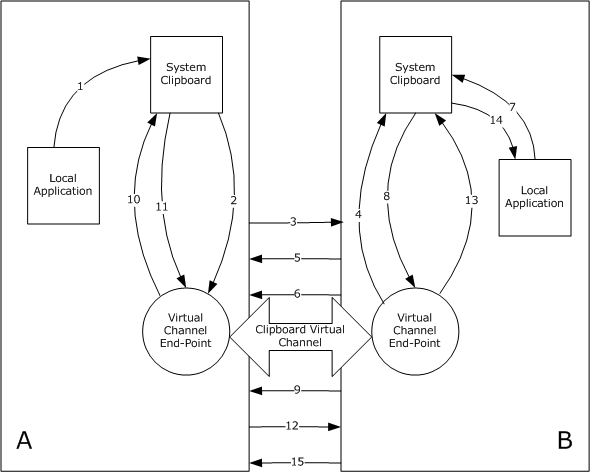 System
Clipboard
System
Clipboard
1
7
14
Local
Application
Local
Application
10
11
2
4
8
13
3
5
6
Virtual
Channel
End-Point
Clipboard Virtual
Channel
Virtual
Channel
End-Point
9
12
15
A
B